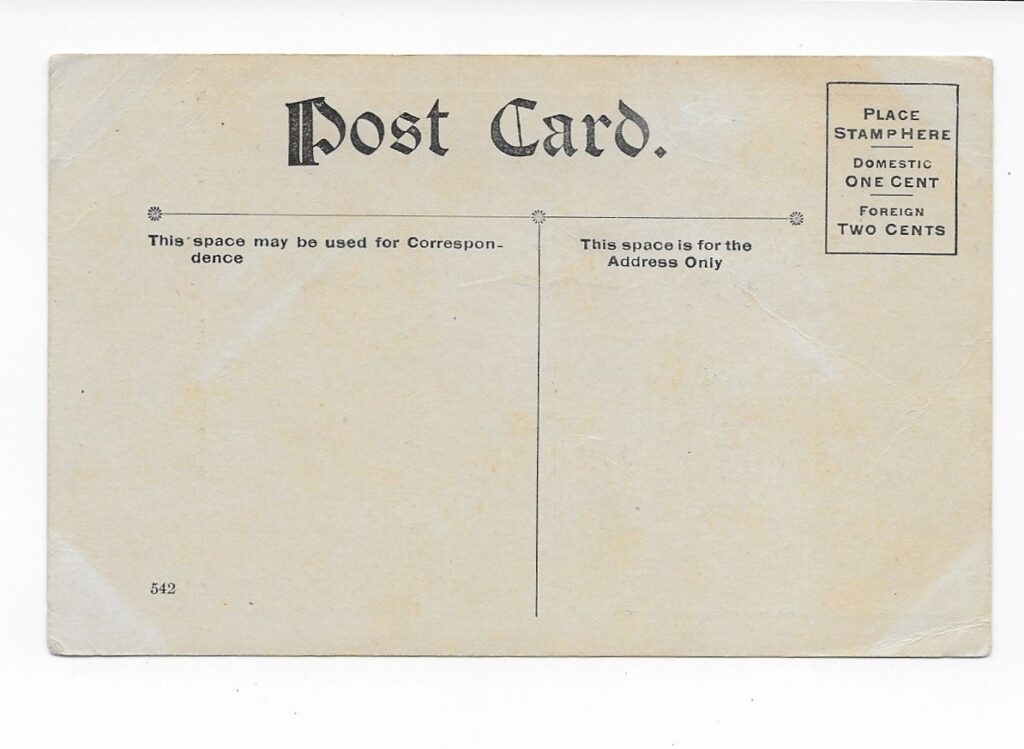 Post Card.
PLACE
STAMP HERE
DOMESTIC
ONE CENT
FOREIGN
TWO CENTS
This space may be used for Correspon-
dence
This space is for the
Address Only
542